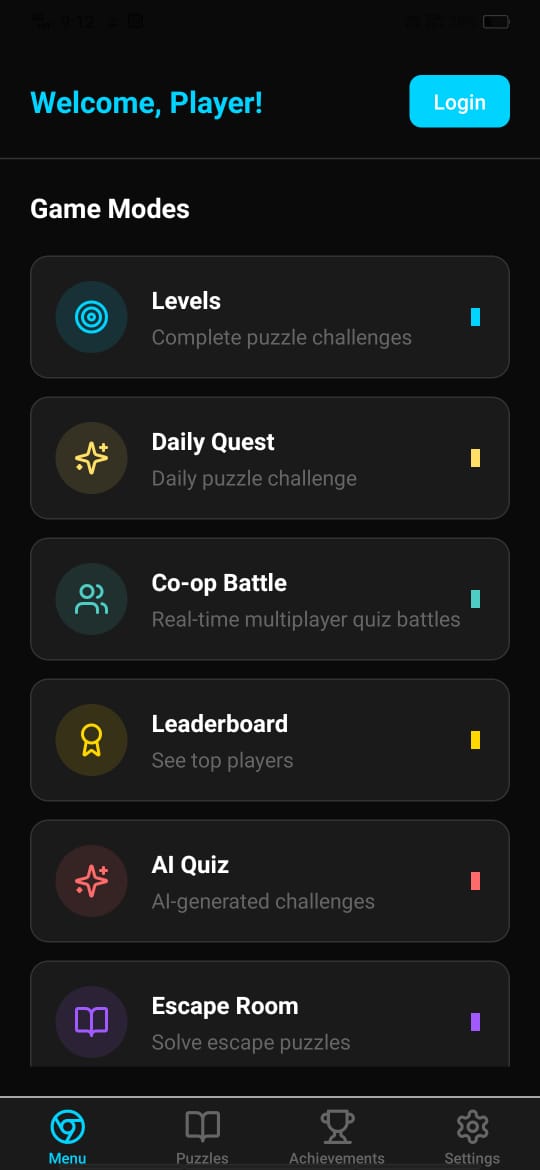 9:12
Welcome, Player!
Login
Game Modes
Levels
Complete puzzle challenges
Daily Quest
Daily puzzle challenge
Co-op Battle
Real-time multiplayer quiz battles
Leaderboard
See top players
AI Quiz
AI-generated challenges
Escape Room
Solve escape puzzles
Menu
Puzzles
Achievements
Settings